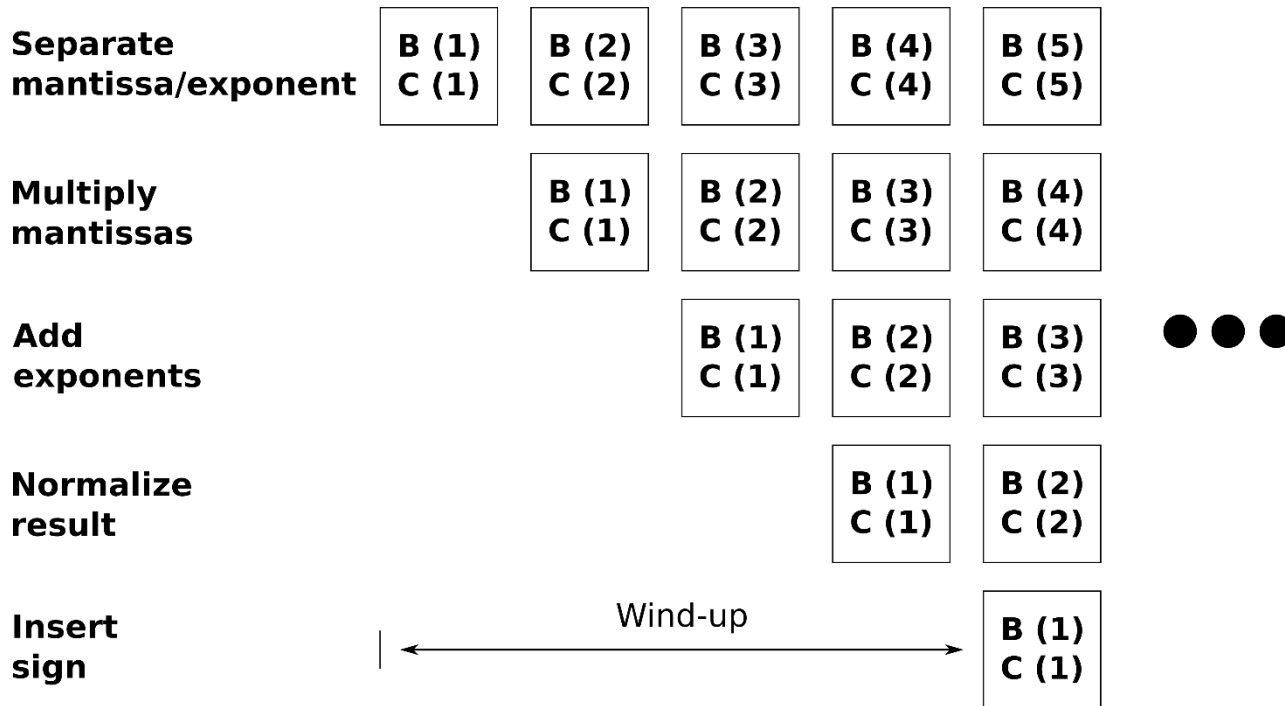 Separate
mantissa/exponent
B (1)
C (1)
B (2)
C (2)
B (3)
C (3)
B (4)
C (4)
B (5)
C (5)
Multiply
mantissas
B (1)
C (1)
B (2)
C (2)
B (3)
C (3)
B (4)
C (4)
Add
exponents
B (1)
C (1)
B (2)
C (2)
B (3)
C (3)
Normalize
result
B (1)
C (1)
B (2)
C (2)
Insert
sign
Wind-up
B (1)
C (1)